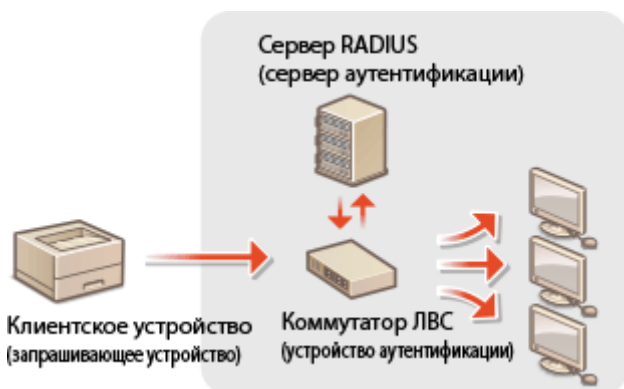 Сервер RADIUS
(сервер аутентификации)
Клиентское устройство
(запрашивающее устройство)
Коммутатор ЛВС
(устройство аутентификации)